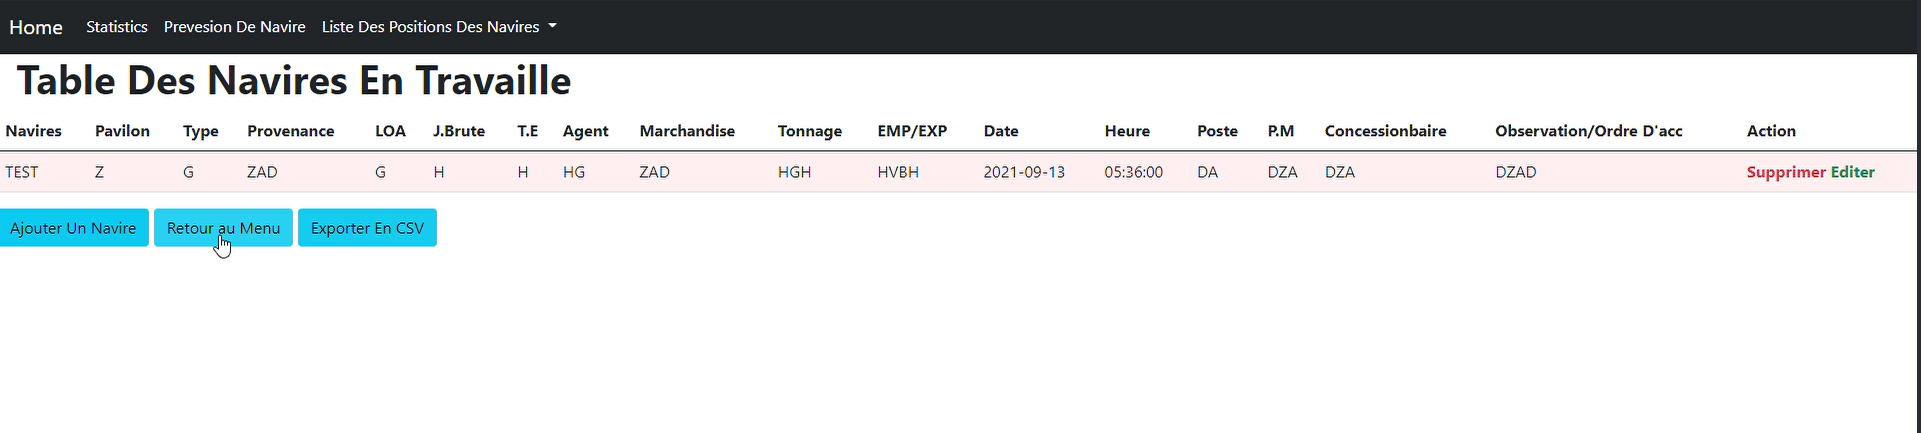 Home Statistics Prevesion De Navire Liste Des Positions Des Navires
Table Des Navires En Travaille
Navires Pavilon Type Provenance LOA J.Brute T.E Agent Marchandise Tonnage EMP/EXP Date Heure Poste P.M Concessionbaire Observation/Ordre D'acc Action
TEST Z G ZAD G H H HG ZAD HGH HVBH 2021-09-13 05:36:00 DA DZA DZA DZAD Supprimer Editer
Ajouter Un Navire Retour au Menu Exporter En CSV